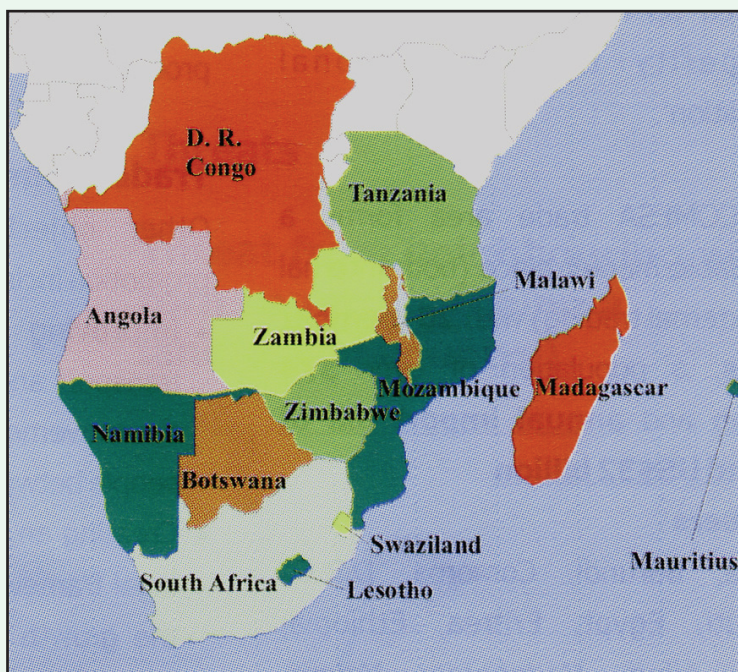 D. R.
Congo
Tanzania
Malawi
Angola
Zambia
Mozambique
Madagascar
Zimbabwe
Namibia
Botswana
Swaziland
Mauritius
South Africa
Lesotho